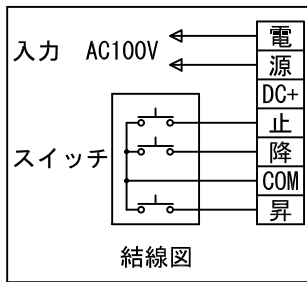 入力 AC100V
スイッチ
電
源
DC+
止
降
COM
昇
結線図